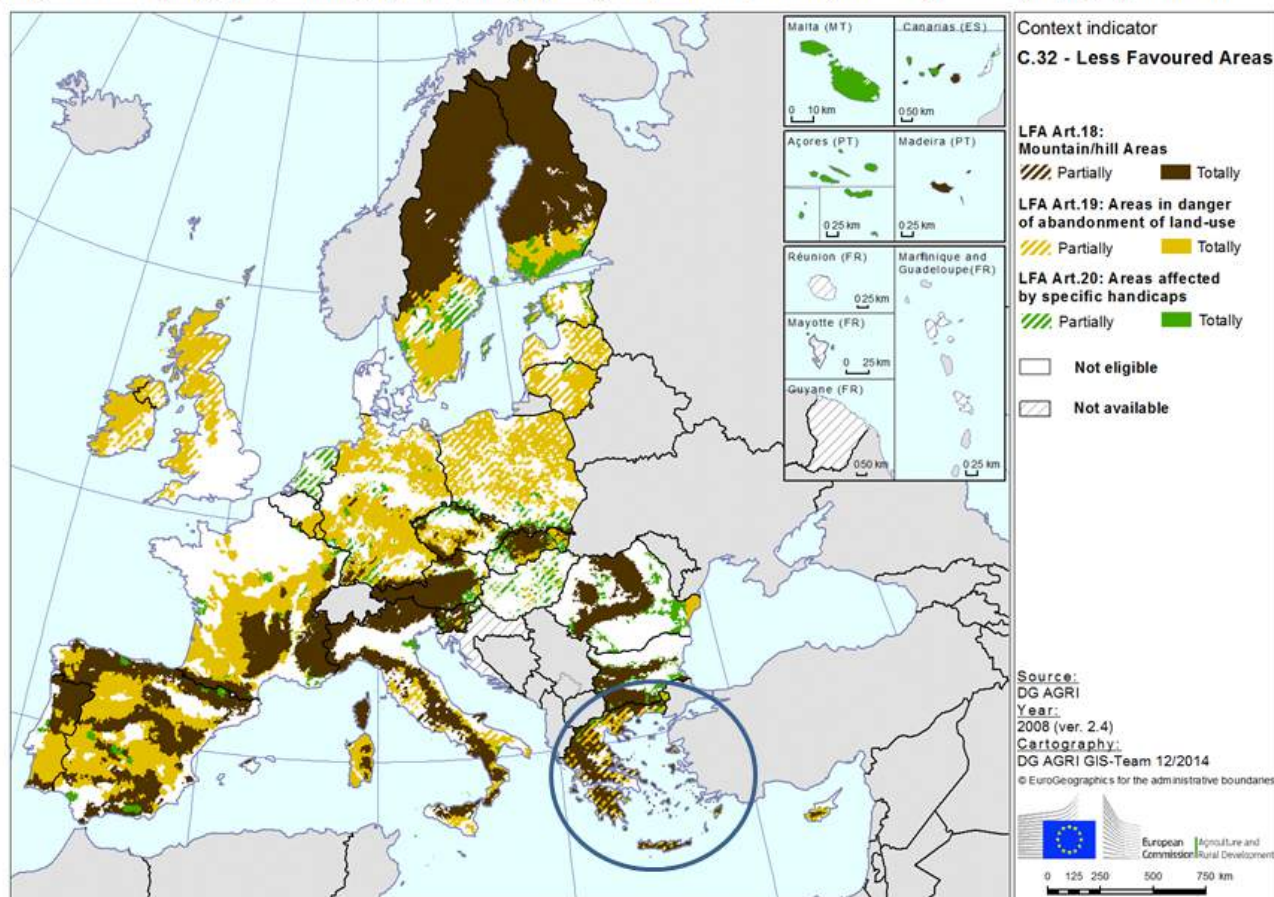 Malta (MT)
0 10 km
Canarias (ES)
0 50 km
Açores (PT)
0 25 km
Madeira (PT)
0 25 km
Réunion (FR)
0 25 km
Martinique and
Guadeloupe(FR)
0 25 km
Mayotte (FR)
0 25 km
Guyane (FR)
0 50 km
Context indicator
C.32 - Less Favoured Areas
LFA Art.18:
Mountain/hill Areas
Partially Totally
LFA Art.19: Areas in danger
of abandonment of land-use
Partially Totally
LFA Art.20: Areas affected
by specific handicaps
Partially Totally
Not eligible
Not available
Source:
DG AGRI
Year:
2008 (ver. 2.4)
Cartography:
DG AGRI GIS-Team 12/2014
© EuroGeographics for the administrative boundaries
European
Commission
Agriculture and
Rural Development
0 125 250 500 750 km